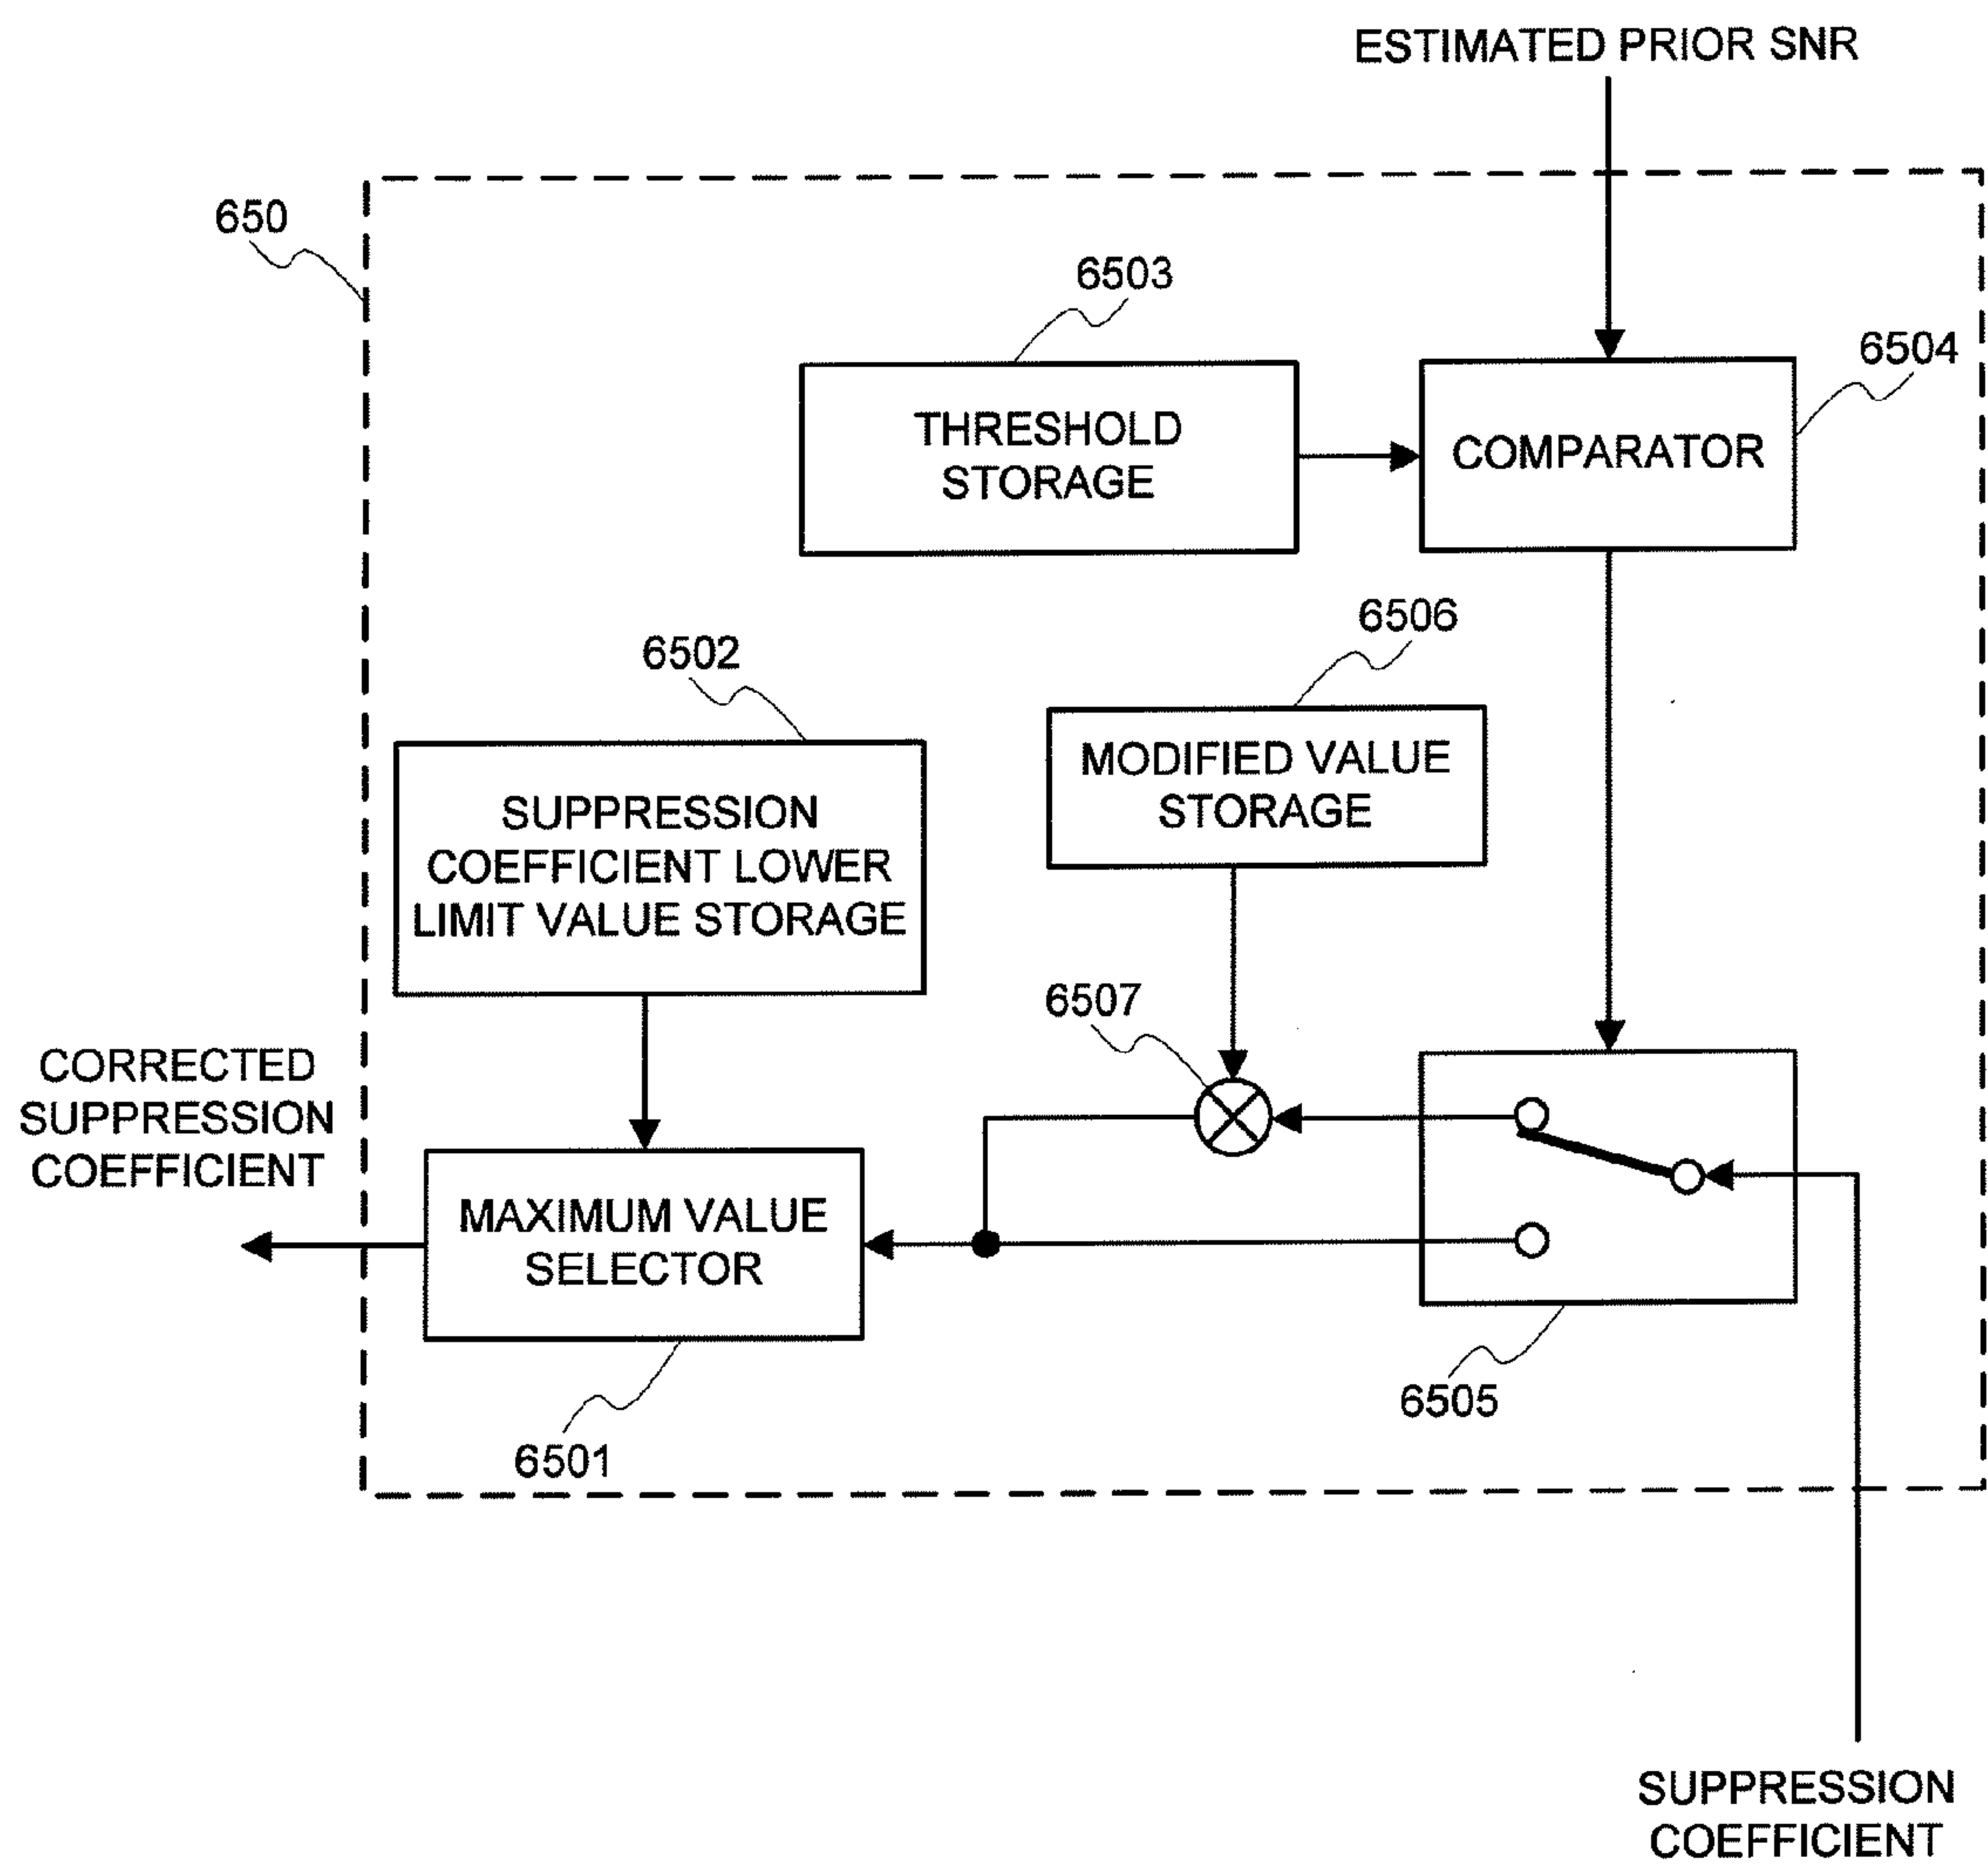 ESTIMATED PRIOR SNR
650
6503
6504
THRESHOLD
STORAGE
COMPARATOR
6506
6502
MODIFIED VALUE
STORAGE
SUPPRESSION
COEFFICIENT LOWER
LIMIT VALUE STORAGE
6507
CORRECTED
SUPPRESSION
COEFFICIENT
MAXIMUM VALUE
SELECTOR
6505
6501
SUPPRESSION
COEFFICIENT